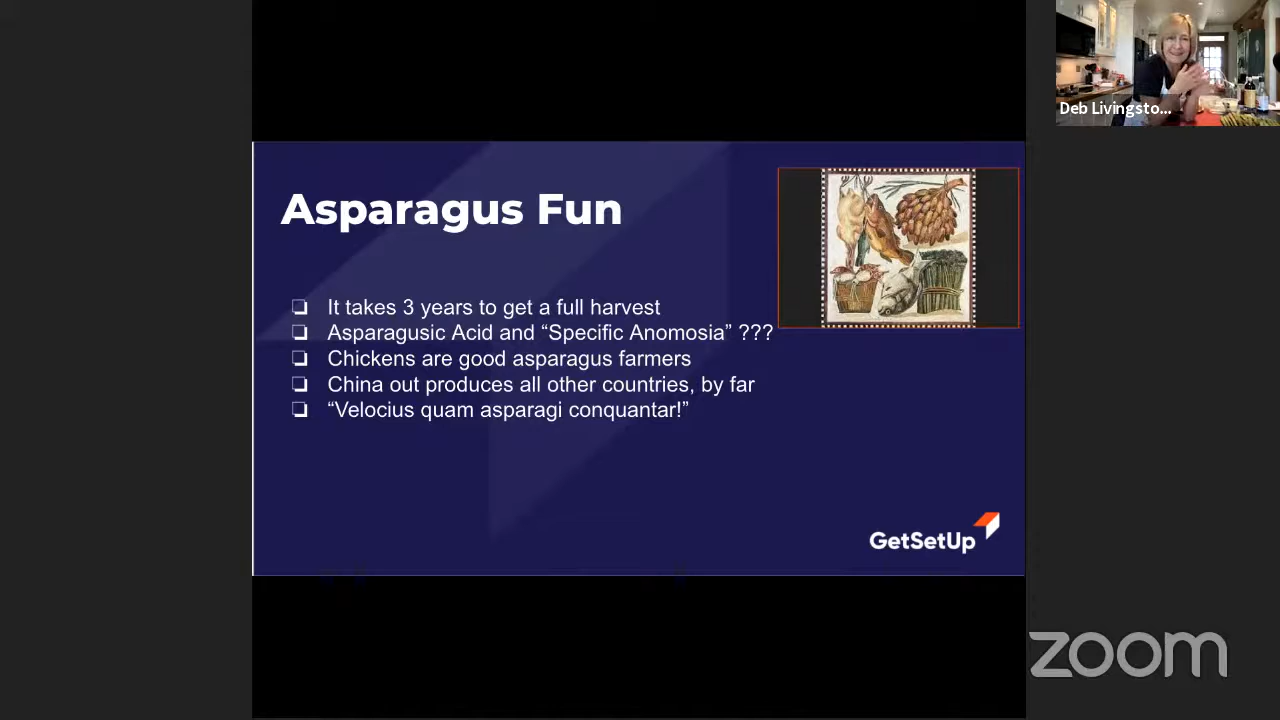 Deb Livingsto...
Asparagus Fun
❏ It takes 3 years to get a full harvest
❏ Asparagusic Acid and “Specific Anomosia” ???
❏ Chickens are good asparagus farmers
❏ China out produces all other countries, by far
❏ “Velocius quam asparagi conquantar!”
GetSetUp
zoom